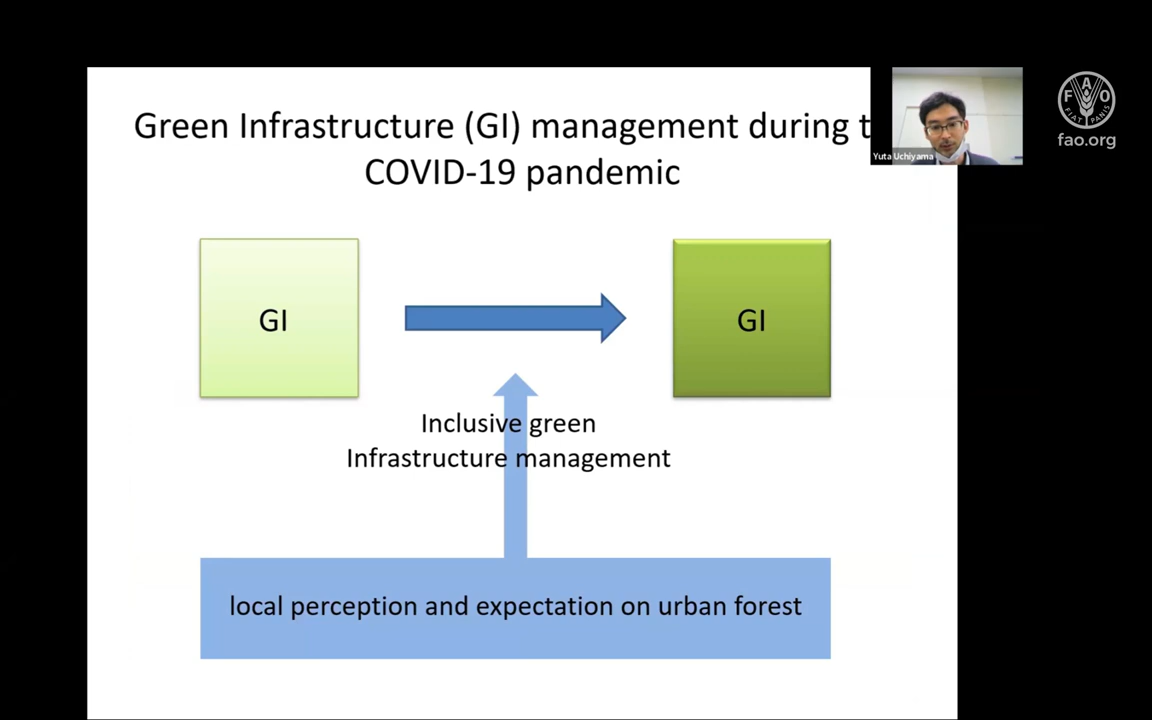 Green Infrastructure (GI) management during t
COVID-19 pandemic
Yuta Uchiyama
F A O
FIAT PANIS
fao.org
GI
GI
Inclusive green
Infrastructure management
local perception and expectation on urban forest